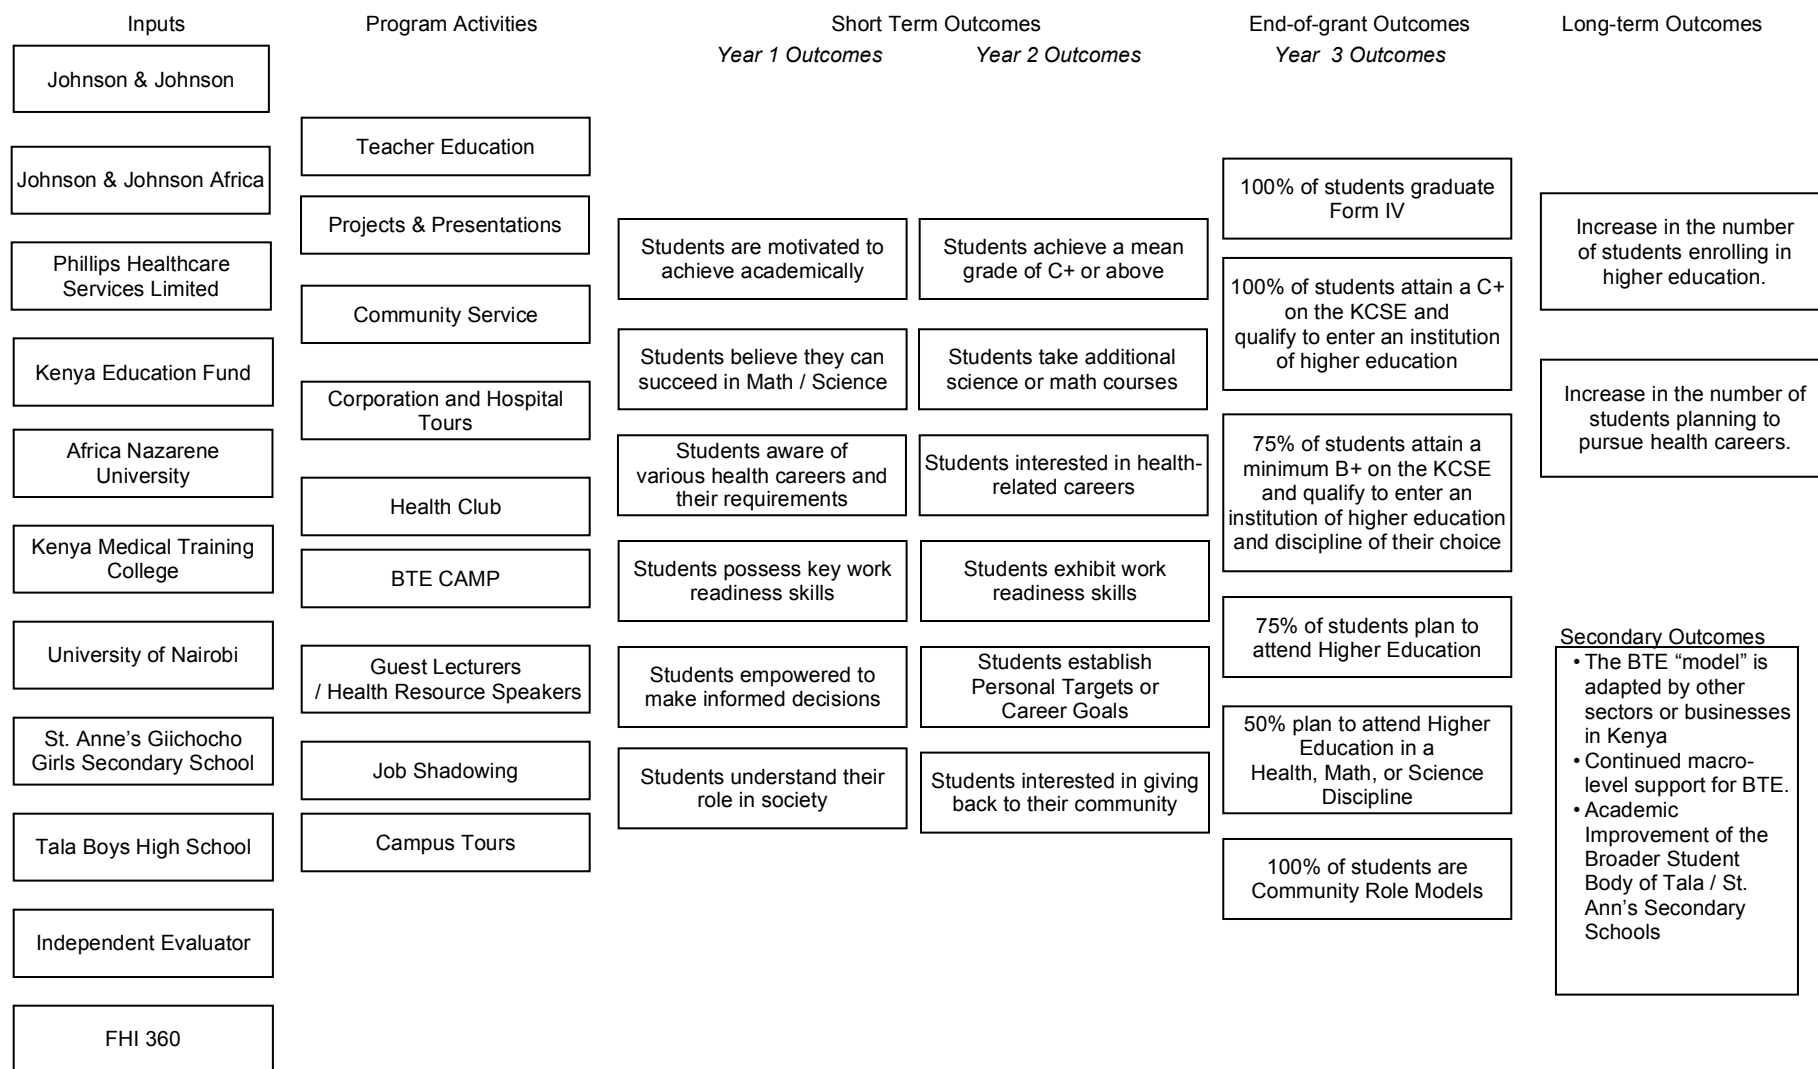 Inputs
Program Activities
Short Term Outcomes
End-of-grant Outcomes
Long-term Outcomes
Year 1 Outcomes
Year 2 Outcomes
Year  3 Outcomes
Johnson & Johnson
Johnson & Johnson Africa
Phillips Healthcare
Services Limited
Kenya Education Fund
Africa Nazarene
University
Kenya Medical Training
College
University of Nairobi
St. Anne’s Giichocho
Girls Secondary School
Tala Boys High School
Independent Evaluator
FHI 360
Teacher Education
Projects & Presentations
Community Service
Corporation and Hospital
Tours
Health Club
BTE CAMP
Guest Lecturers
/ Health Resource Speakers
Job Shadowing
Campus Tours
Students are motivated to
achieve academically
Students believe they can
succeed in Math / Science
Students aware of
various health careers and
their requirements
Students possess key work
readiness skills
Students empowered to
make informed decisions
Students understand their
role in society
Students achieve a mean
grade of C+ or above
Students take additional
science or math courses
Students interested in health-
related careers
Students exhibit work
readiness skills
Students establish
Personal Targets or
Career Goals
Students interested in giving
back to their community
100% of students graduate
Form IV
100% of students attain a C+
on the KCSE and
qualify to enter an institution
of higher education
75% of students attain a
minimum B+ on the KCSE
and qualify to enter an
institution of higher education
and discipline of their choice
75% of students plan to
attend Higher Education
50% plan to attend Higher
Education in a
Health, Math, or Science
Discipline
100% of students are
Community Role Models
Increase in the number
of students enrolling in
higher education.
Increase in the number of
students planning to
pursue health careers.
Secondary Outcomes
• The BTE “model” is
adapted by other
sectors or businesses
in Kenya
• Continued macro-
level support for BTE.
• Academic
Improvement of the
Broader Student
Body of Tala / St.
Ann’s Secondary
Schools